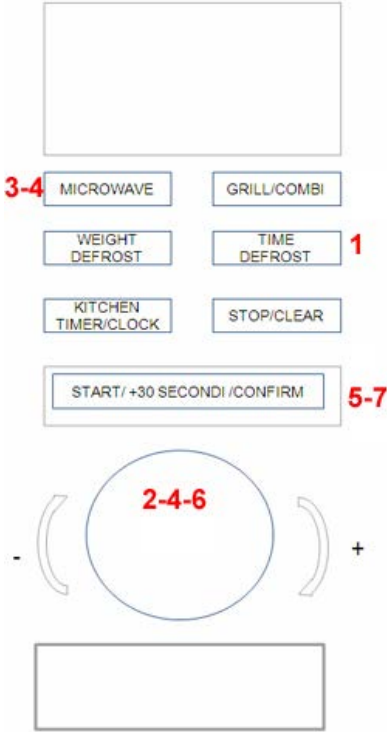 3-4
MICROWAVE
GRILL/COMBI
WEIGHT
DEFROST
TIME
DEFROST
1
KITCHEN
TIMER/CLOCK
STOP/CLEAR
START/ +30 SECONDI /CONFIRM
5-7
2-4-6
-
+